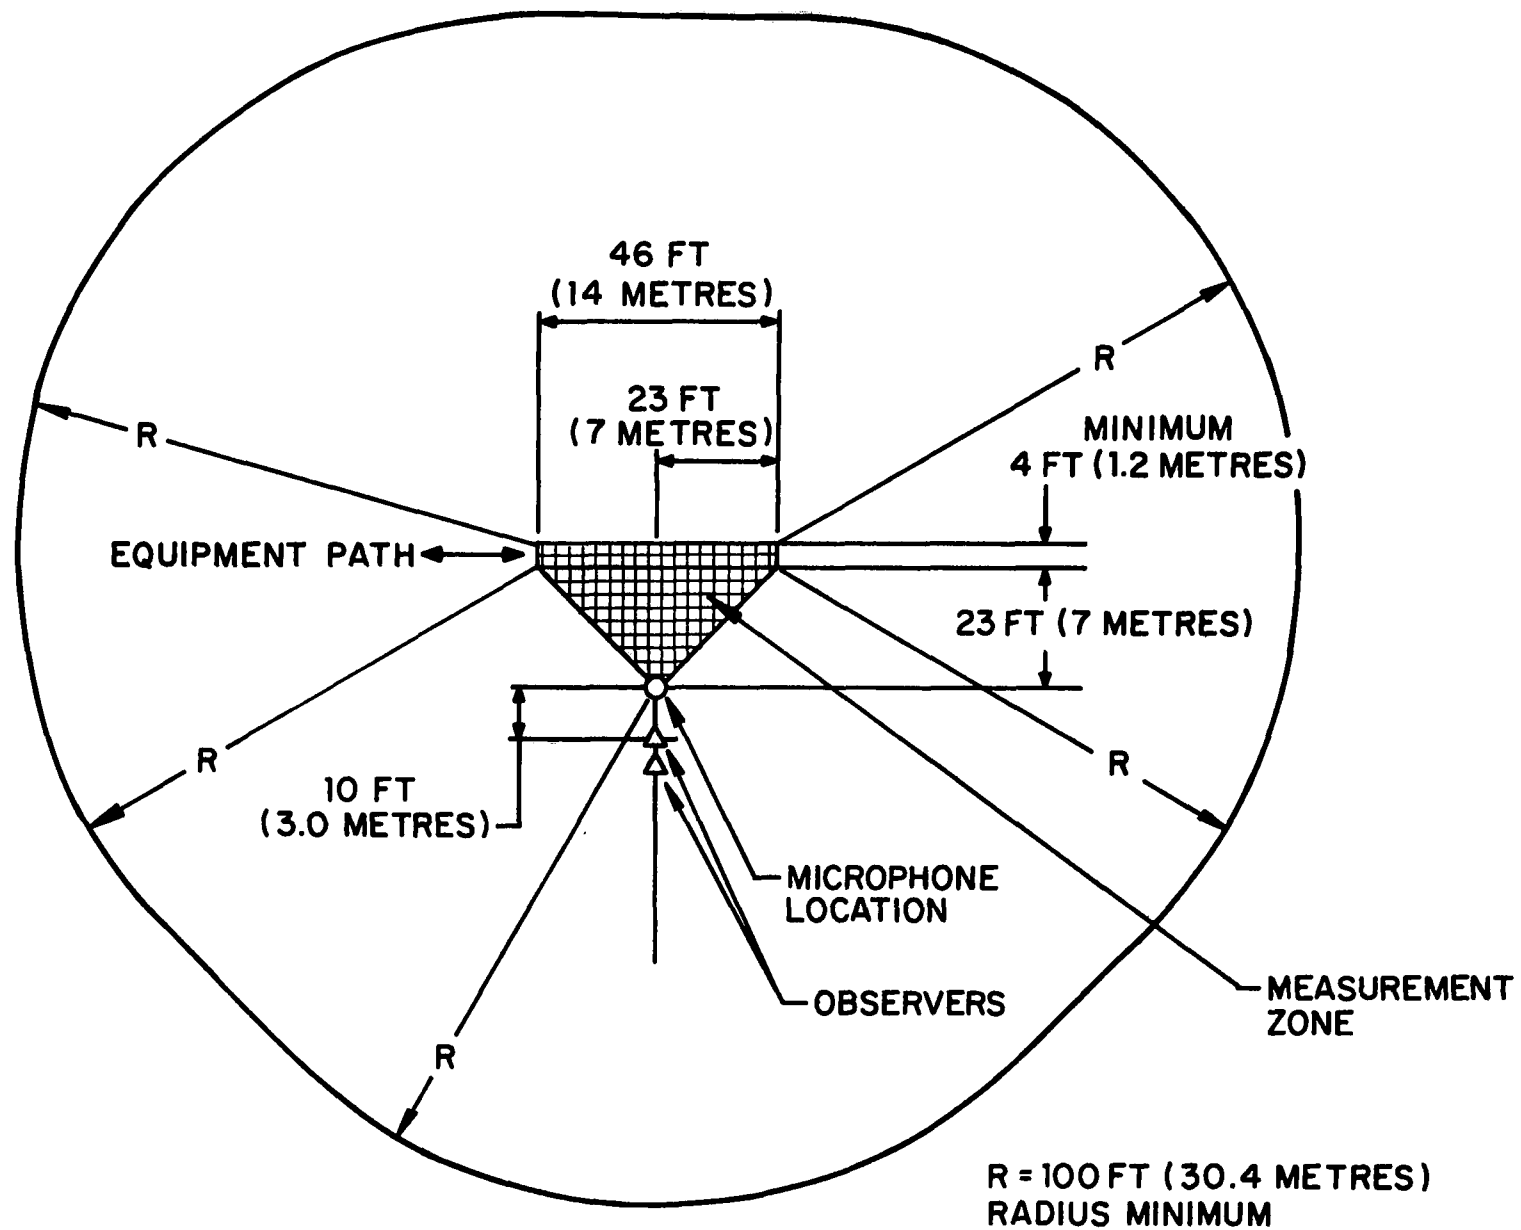 46 FT
(14 METRES)
23 FT
(7 METRES)
R
R
MINIMUM
4 FT (1.2 METRES)
EQUIPMENT PATH
23 FT (7 METRES)
R
R
10 FT
(3.0 METRES)
MICROPHONE
LOCATION
OBSERVERS
MEASUREMENT
ZONE
R
R = 100 FT (30.4 METRES)
RADIUS MINIMUM